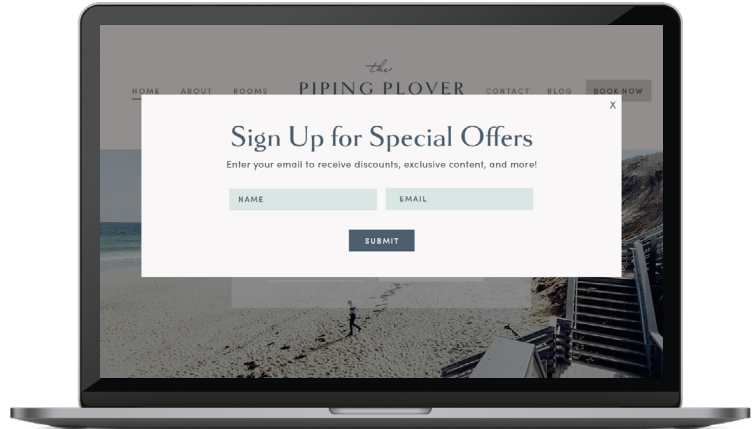 the
HOME ABOUT ROOMS PIPING PLOVER CONTACT BLOG BOOK NOW
X
Sign Up for Special Offers
Enter your email to receive discounts, exclusive content, and more!
NAME EMAIL
SUBMIT